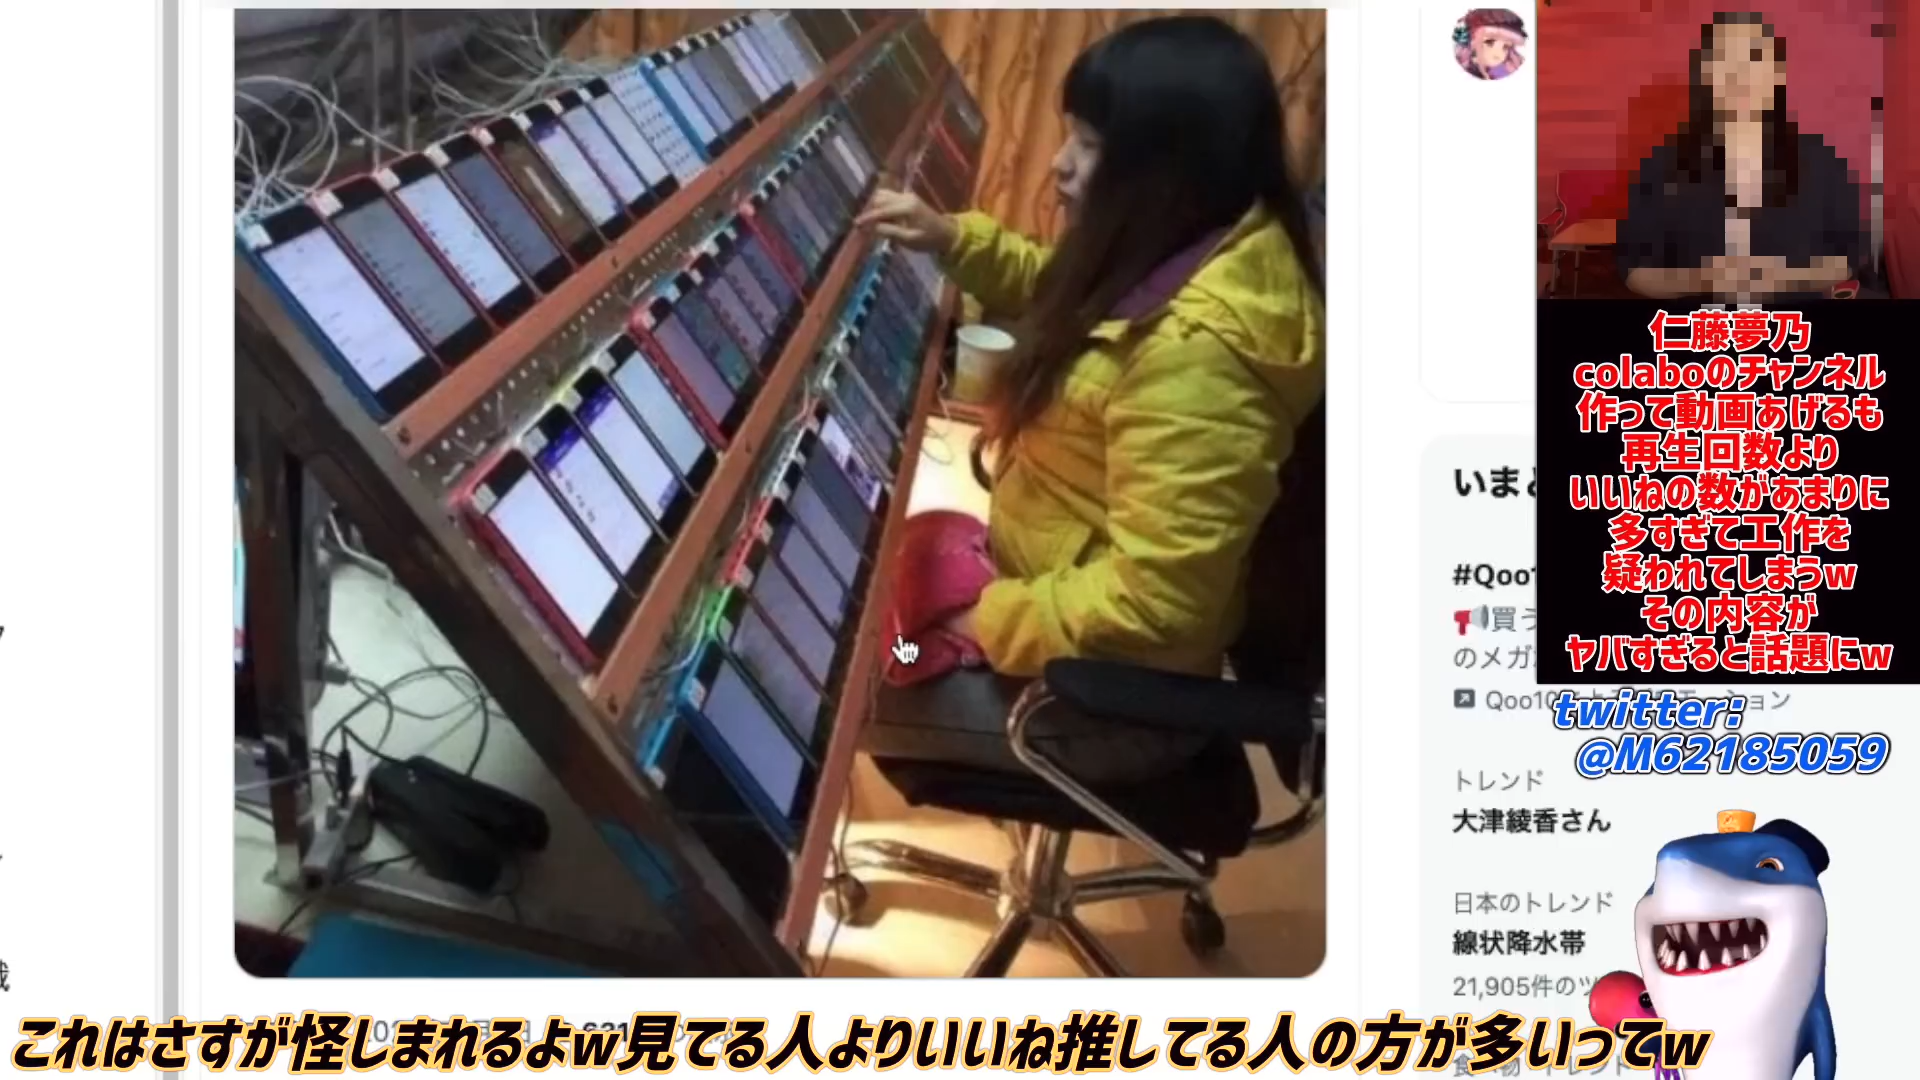 仁藤夢乃
colaboのチャンネル
作って動画あげるも
再生回数より
いいねの数があまりに
多すぎて工作を
疑われてしまうw
その内容が
ヤバすぎると話題にw
twitter:
@M62185059
いま
#Qoo
買う
のメガ
Qoo10
トレンド
大津綾香さん
日本のトレンド
線状降水帯
21,905件の
これはさすが怪しまれるよw見てる人よりいいね推してる人の方が多いってw